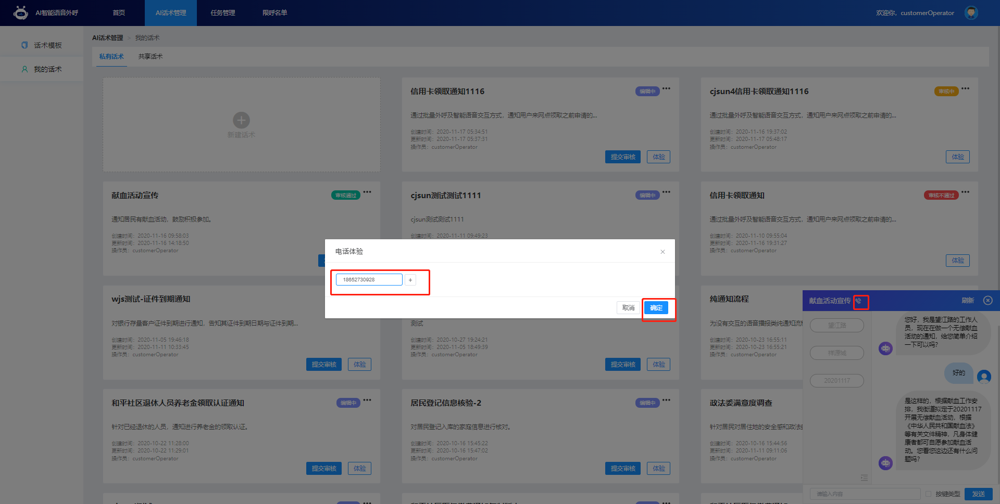 AI智能语音外呼
首页
AI话术管理
任务管理
限呼名单
欢迎你，customerOperator
话术模板
我的话术
AI话术管理 > 我的话术
私有话术
共享话术
新建话术
信用卡领取通知1116
编辑中
通过批量外呼及智能语音交互方式，通知用户来网点领取之前申请的...
创建时间：2020-11-17 05:34:51
更新时间：2020-11-17 05:37:31
操作员：customerOperator
提交审核
体验
cjsun4信用卡领取通知1116
审核中
通过批量外呼及智能语音交互方式，通知用户来网点领取之前申请的...
创建时间：2020-11-16 19:37:02
更新时间：2020-11-17 05:48:17
操作员：customerOperator
体验
献血活动宣传
审核通过
通知居民有献血活动，鼓励积极参加。
创建时间：2020-11-16 09:58:03
更新时间：2020-11-16 14:18:50
操作员：customerOperator
cjsun测试测试1111
编辑中
cjsun测试测试1111
创建时间：2020-11-11 09:49:23
信用卡领取通知
审核不通过
通过批量外呼及智能语音交互方式，通知用户来网点领取之前申请的...
创建时间：2020-11-10 09:55:04
更新时间：2020-11-16 19:31:27
操作员：customerOperator
体验
电话体验
18652730928
+
取消
确定
wjs测试-证件到期通知
对银行存量客户证件到期进行通知，告知其证件到期日期与证件到期...
创建时间：2020-11-05 19:46:18
更新时间：2020-11-11 10:33:45
操作员：customerOperator
提交审核
体验
测试
创建时间：2020-10-27 19:24:21
更新时间：2020-11-05 18:49:39
操作员：customerOperator
提交审核
体验
纯通知流程
为没有交互的语音播报类纯通知流
创建时间：2020-10-23 16:55:11
更新时间：2020-10-23 16:55:21
操作员：customerOperator
和平社区退休人员养老金领取认证通知
编辑中
针对已经退休的人员，通知进行养老金的领取认证。
创建时间：2020-10-22 11:28:00
更新时间：2020-10-22 11:29:01
操作员：customerOperator
提交审核
体验
居民登记信息核验-2
编辑中
对居民登记入库的家庭信息进行核对。
创建时间：2020-10-16 15:45:22
更新时间：2020-10-16 15:47:02
操作员：customerOperator
提交审核
体验
政法委满意度调查
针对居民对居住地的安全感和政法
创建时间：2020-10-16 15:44:56
更新时间：2020-11-11 09:11:06
操作员：customerOperator
献血活动宣传
刷新
望江路
祥源城
20201117
您好，我是望江路的工作人
员，现在在做一个无偿献血
活动的通知，给您简单介绍
一下可以吗？
好的
是这样的，根据献血工作安
排，我街道拟定于20201117
开展无偿献血活动，根据
《中华人民共和国献血法》
等有关文件精神，凡身体健
康者都可自愿参加献血活
动。您看您这边还有什么问
题吗？
请输入内容
按键类型
发送